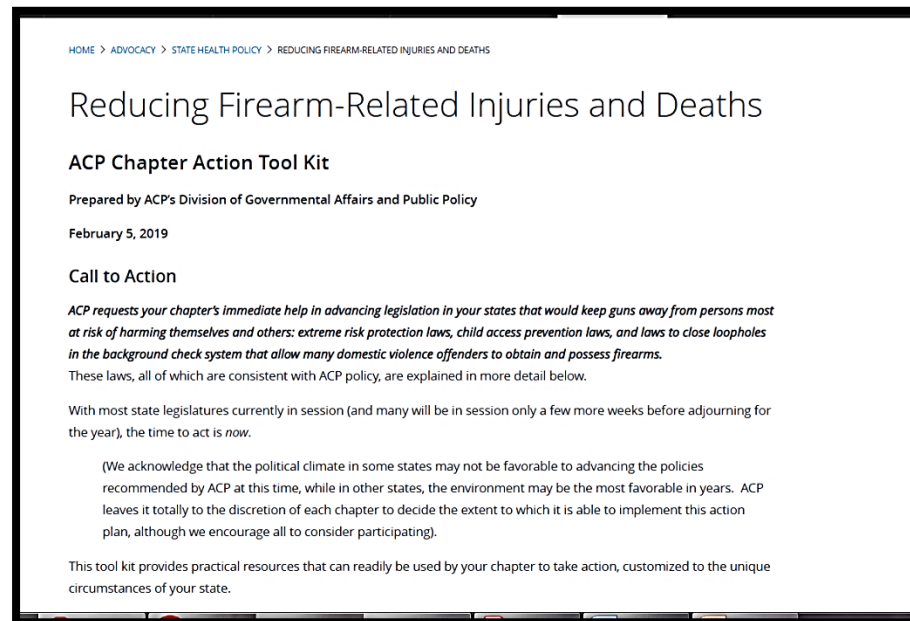 HOME > ADVOCACY > STATE HEALTH POLICY > REDUCING FIREARM-RELATED INJURIES AND DEATHS
Reducing Firearm-Related Injuries and Deaths
ACP Chapter Action Tool Kit
Prepared by ACP's Division of Governmental Affairs and Public Policy
February 5, 2019
Call to Action
ACP requests your chapter's immediate help in advancing legislation in your states that would keep guns away from persons most
at risk of harming themselves and others: extreme risk protection laws, child access prevention laws, and laws to close loopholes
in the background check system that allow many domestic violence offenders to obtain and possess firearms.
These laws, all of which are consistent with ACP policy, are explained in more detail below.
With most state legislatures currently in session (and many will be in session only a few more weeks before adjourning for
the year), the time to act is now.
(We acknowledge that the political climate in some states may not be favorable to advancing the policies
recommended by ACP at this time, while in other states, the environment may be the most favorable in years. ACP
leaves it totally to the discretion of each chapter to decide the extent to which it is able to implement this action
plan, although we encourage all to consider participating).
This tool kit provides practical resources that can readily be used by your chapter to take action, customized to the unique
circumstances of your state.